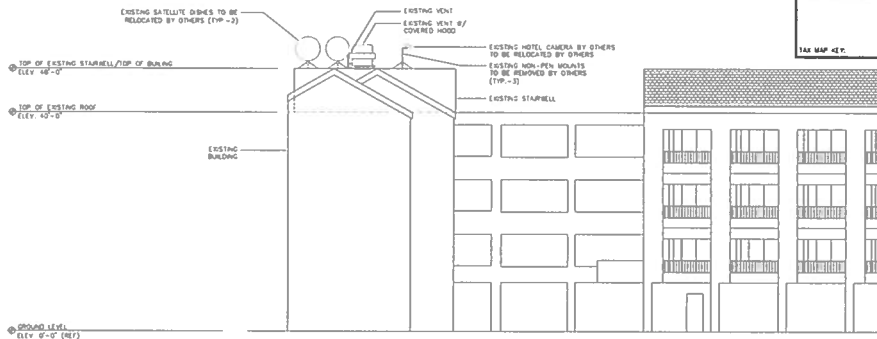 EXISTING SATELLITE DISHES TO BE
RELOCATED BY OTHERS (TYP.-2)
EXISTING VENT
EXISTING VENT W/
COVERED HOOD
EXISTING HOTEL CAMERA BY OTHERS
TO BE RELOCATED BY OTHERS
EXISTING NON-PEN MOUNTS
TO BE REMOVED BY OTHERS
(TYP.-3)
EXISTING STAIRWELL
TAX MAP KEY:
TOP OF EXISTING STAIRWELL/TOP OF BUILDING
ELEV. 48'-0"
TOP OF EXISTING ROOF
ELEV. 40'-0"
EXISTING
BUILDING
GROUND LEVEL
ELEV. 0'-0" (REF)